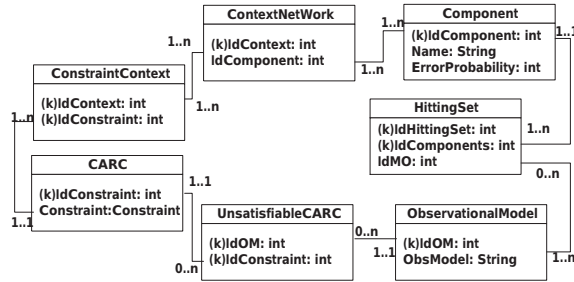 ContextNetWork
(k)IdContext: int
IdComponent: int
Component
(k)IdComponent: int
Name: String
ErrorProbability: int
1..n
1..n
1..n
1..1
ConstraintContext
(k)IdContext: int
(k)IdConstraint: int
1..n
1..n
HittingSet
(k)IdHittingSet: int
(k)IdComponents: int
IdMO: int
1..n
0..n
CARC
(k)IdConstraint: int
Constraint:Constraint
1..1
1..1
0..n
UnsatisfiableCARC
(k)IdOM: int
(k)IdConstraint: int
0..n
1..1
ObservationalModel
(k)IdOM: int
ObsModel: String
1..n